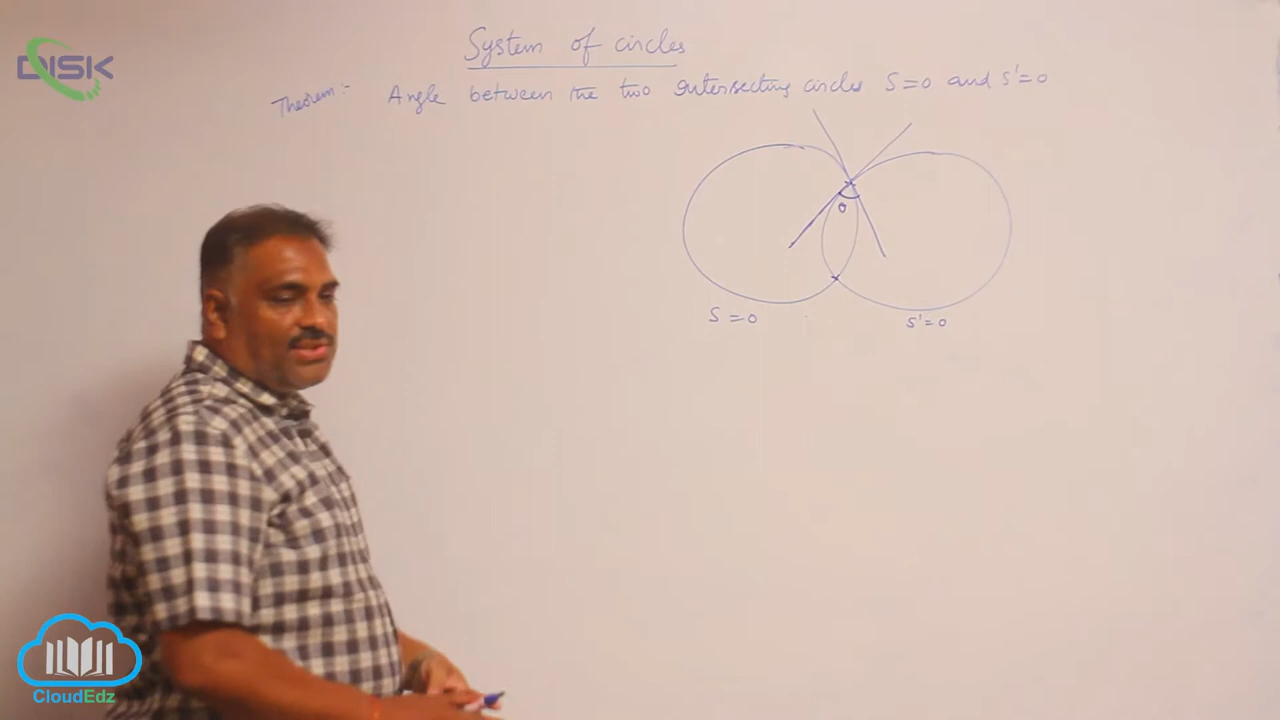 DISK
System of circles
Theorem:- Angle between the two intersecting circles S=0 and S'=0
θ
S=0
S'=0
CloudEdz